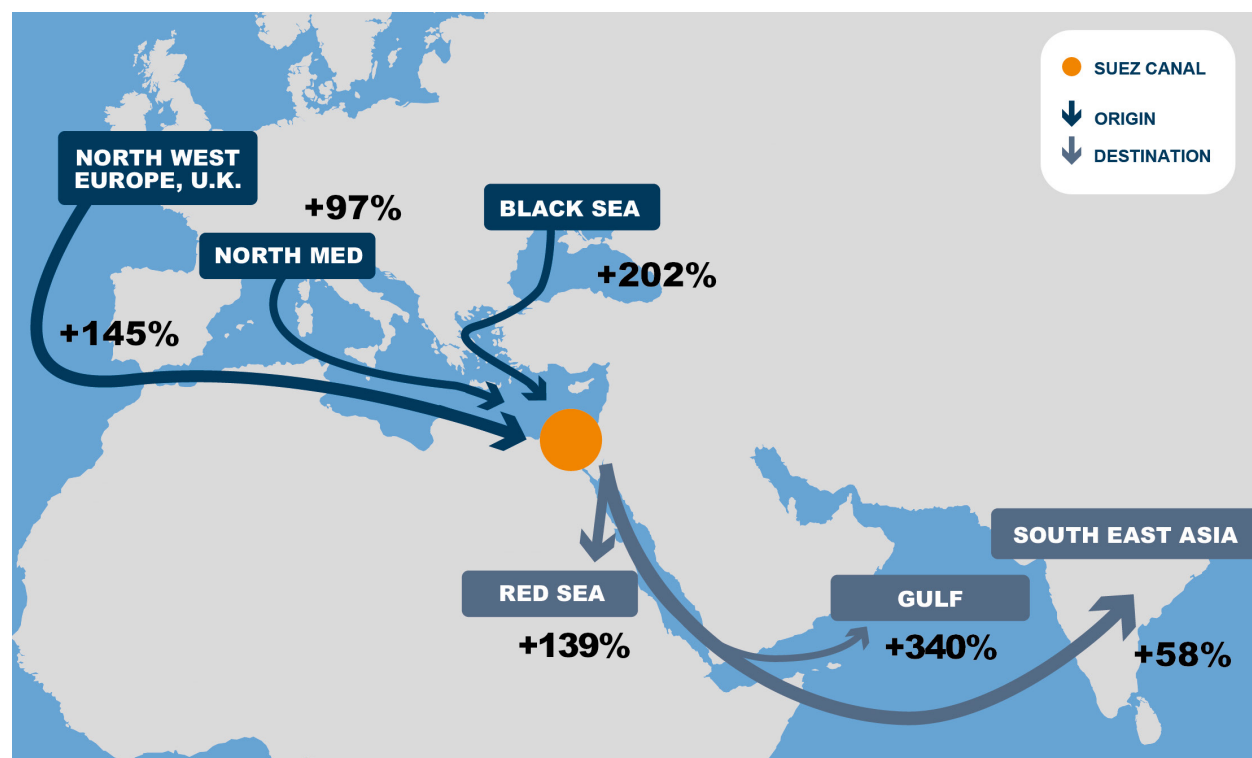 SUEZ CANAL
ORIGIN
DESTINATION
NORTH WEST
EUROPE, U.K.
+97%
BLACK SEA
NORTH MED
+202%
+145%
SOUTH EAST ASIA
RED SEA
GULF
+139%
+340%
+58%